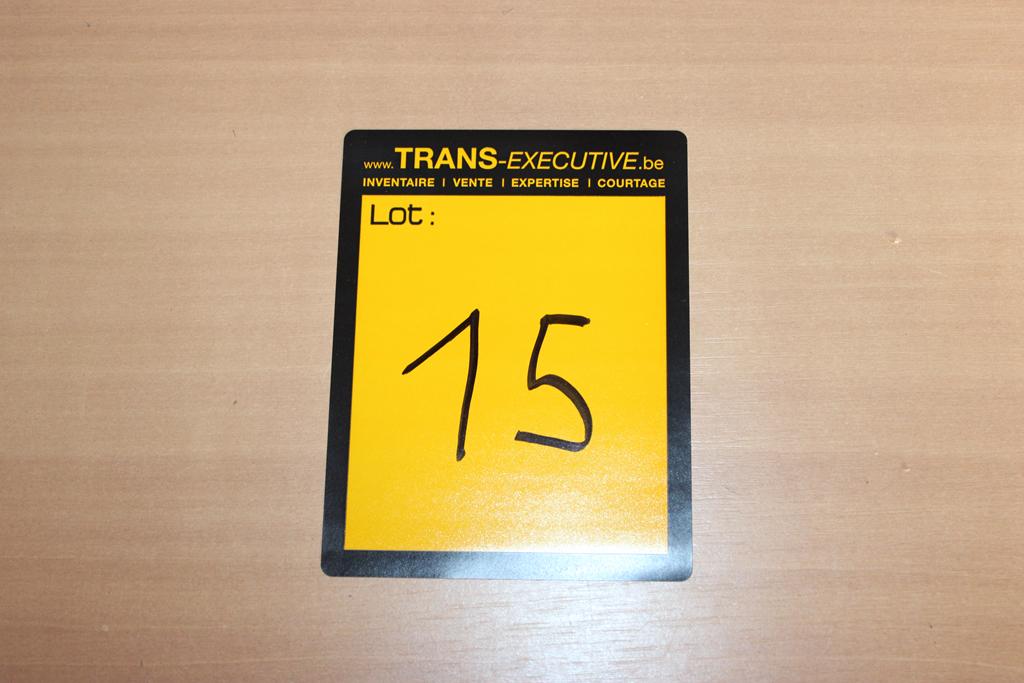 www.TRANS-EXECUTIVE.be
INVENTAIRE | VENTE | EXPERTISE | COURTAGE
Lot :
15